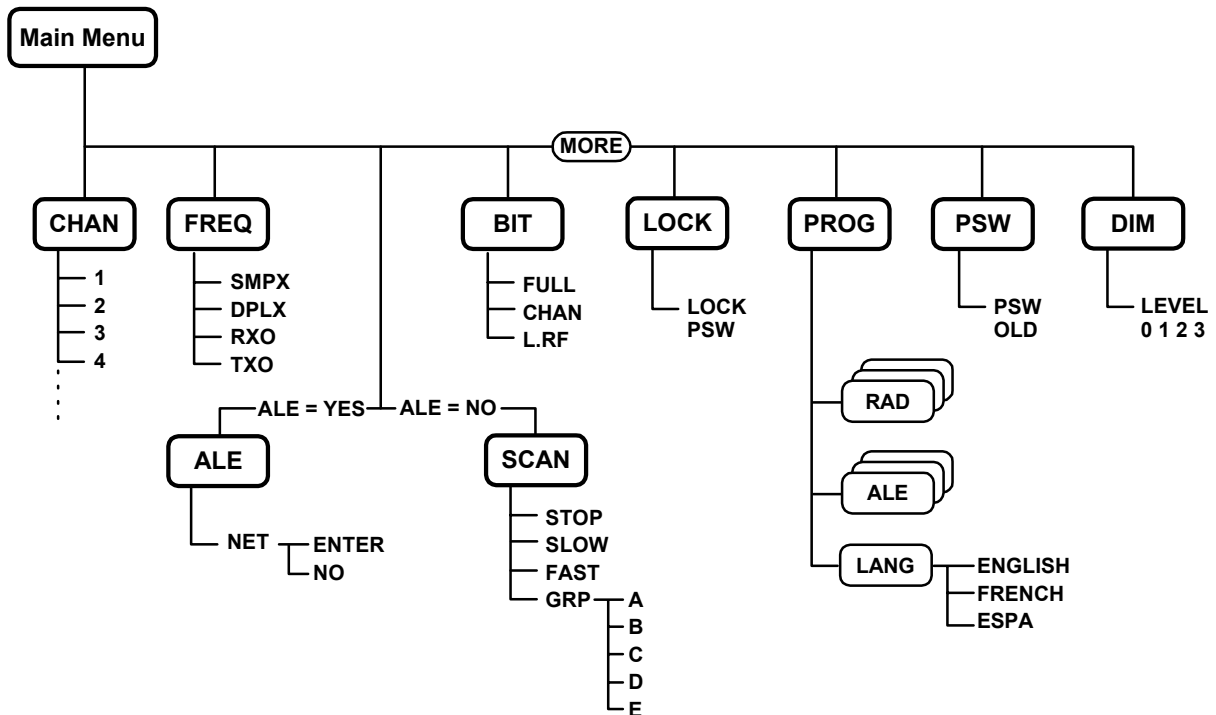 Main Menu
MORE
CHAN
FREQ
BIT
LOCK
PROG
PSW
DIM
1
2
3
4
SMPX
DPLX
RXO
TXO
FULL
CHAN
L.RF
LOCK
PSW
PSW
OLD
LEVEL
0 1 2 3
ALE = YES
ALE = NO
ALE
SCAN
NET
ENTER
NO
STOP
SLOW
FAST
GRP
A
B
C
D
E
RAD
ALE
LANG
ENGLISH
FRENCH
ESPA